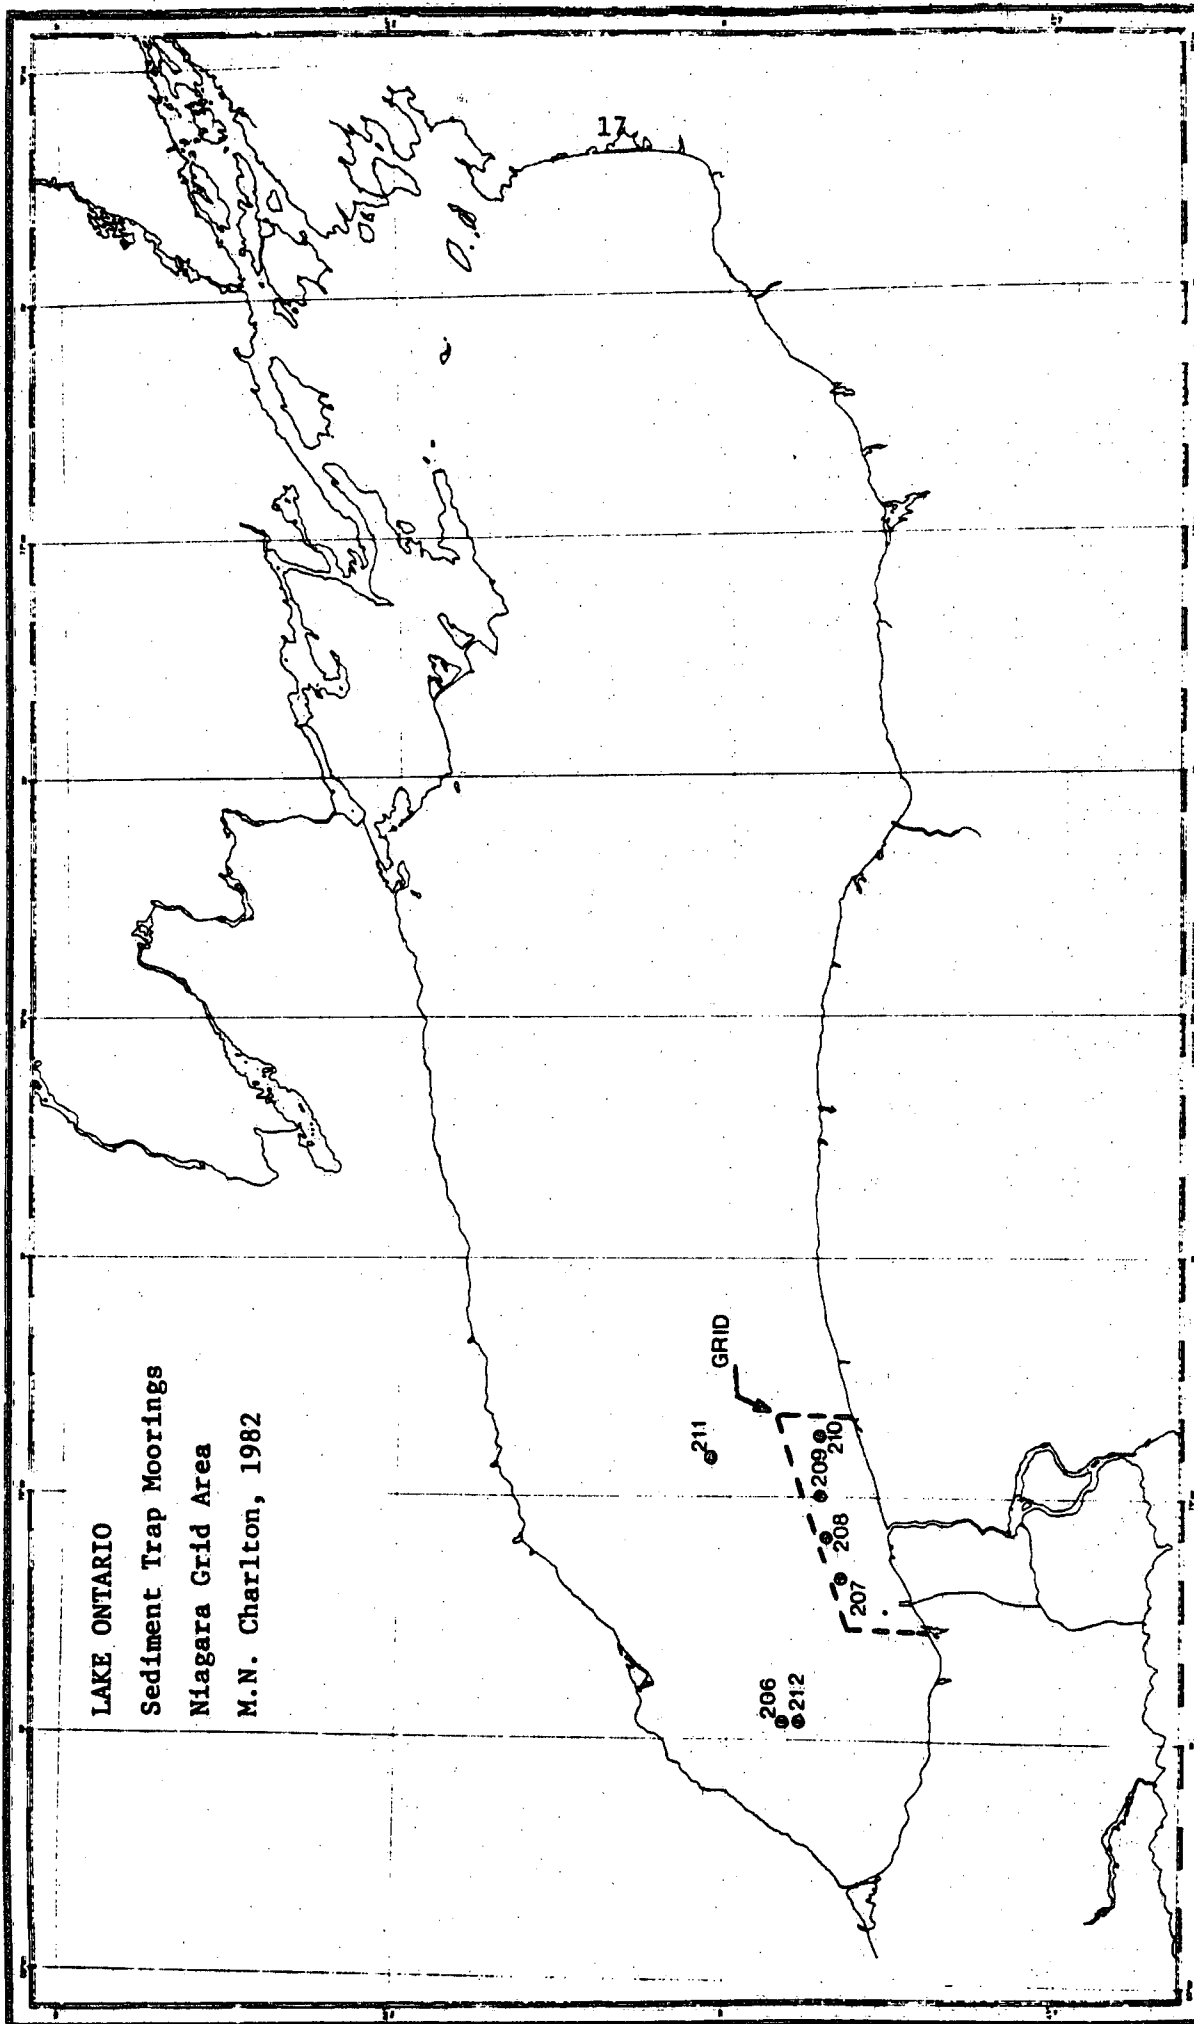 17
LAKE ONTARIO
Sediment Trap Moorings
Niagara Grid Area
M.N. Charlton, 1982
GRID
211
210
209
208
207
206
212